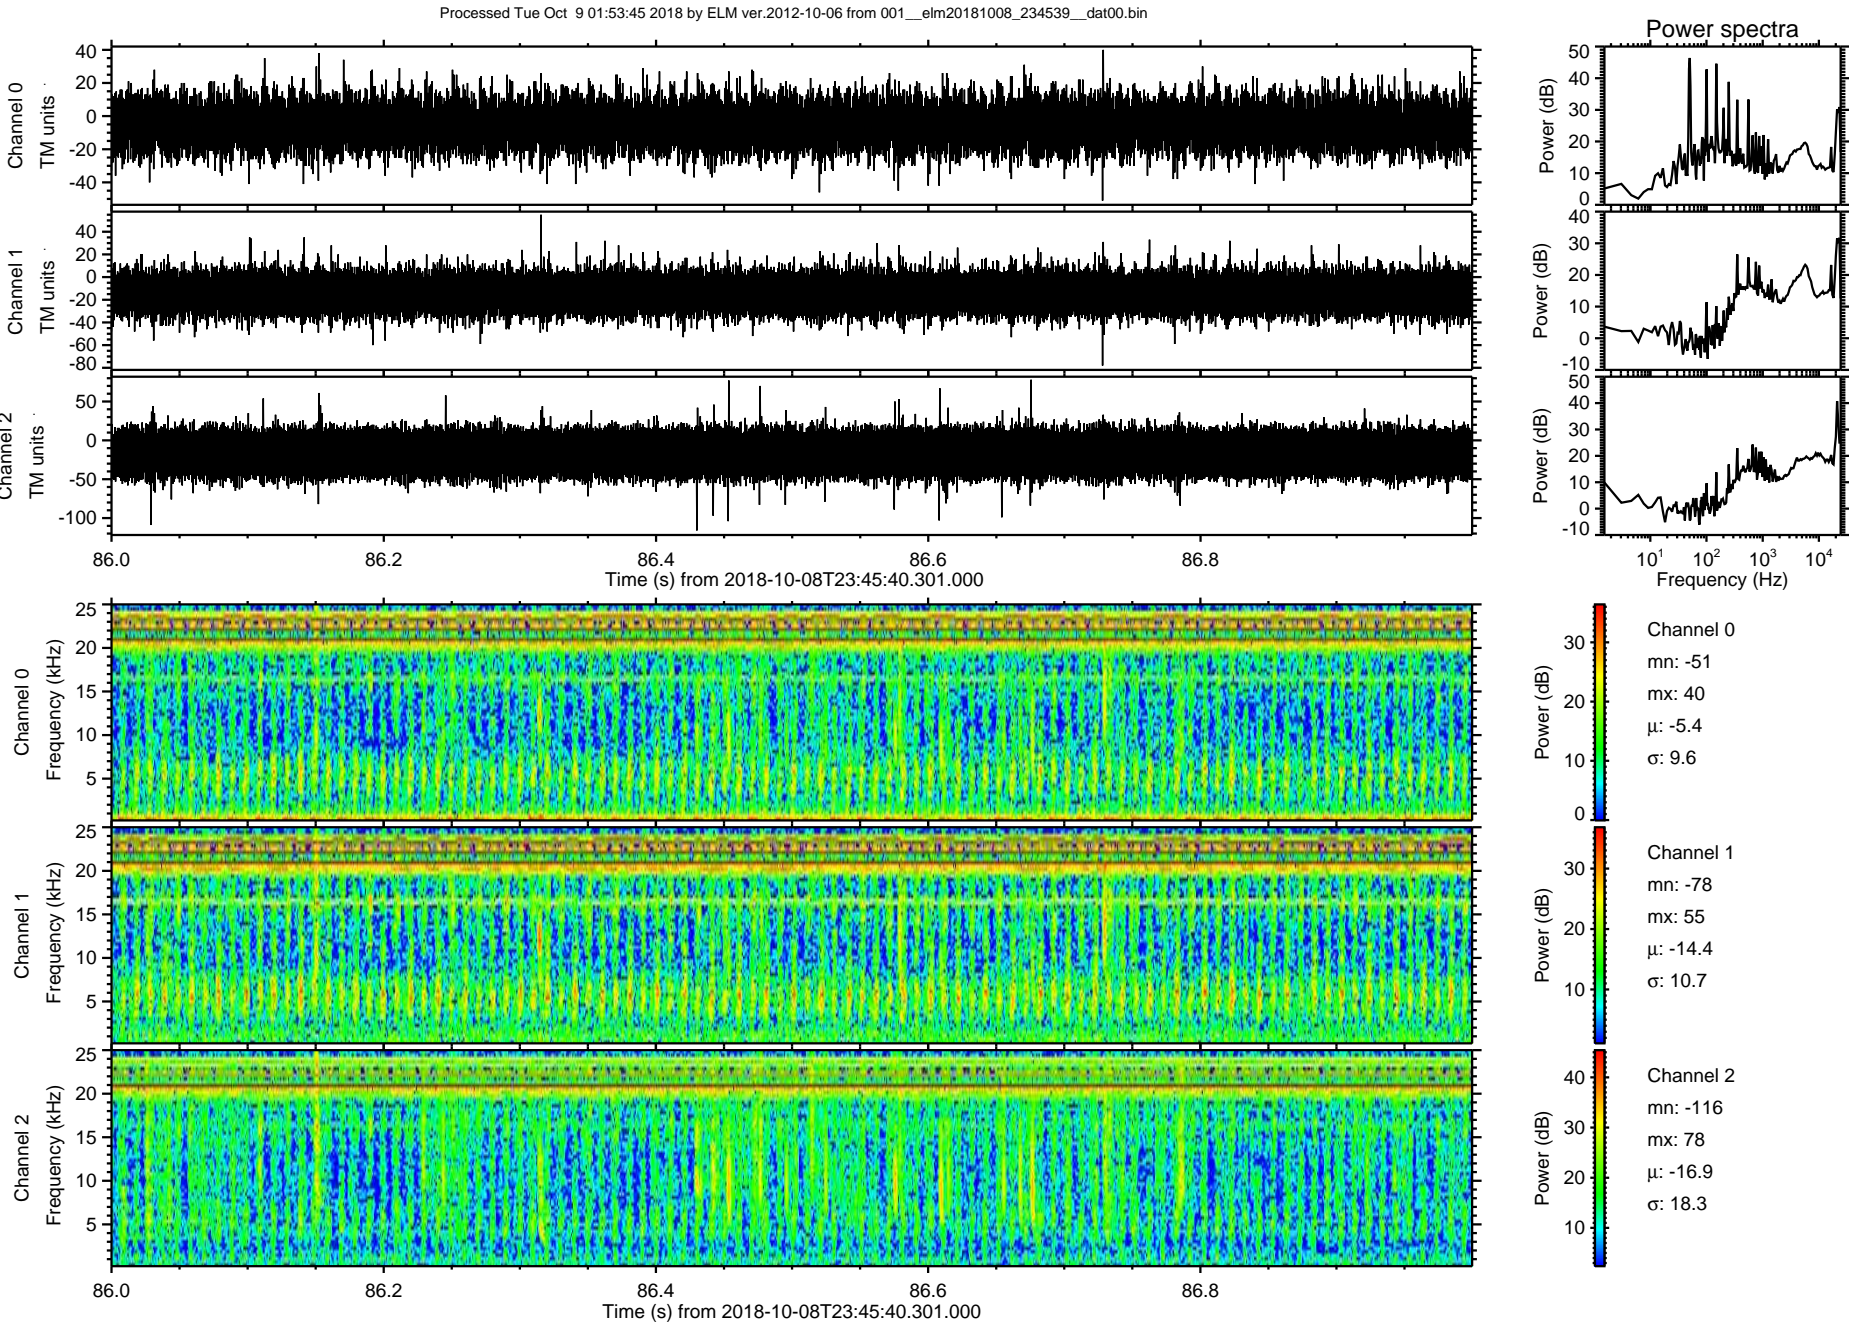 Processed Tue Oct  9 01:53:45 2018 by ELM ver.2012-10-06 from 001__elm20181008_234539__dat00.bin
Power spectra
Channel 0
TM units
40
20
0
-20
-40
Power (dB)
50
40
30
20
10
0
Channel 1
TM units
40
20
0
-20
-40
-60
-80
Power (dB)
40
30
20
10
0
-10
Channel 2
TM units
50
0
-50
-100
Power (dB)
50
40
30
20
10
0
-10
86.0 86.2 86.4 86.6 86.8
Time (s) from 2018-10-08T23:45:40.301.000
10^1 10^2 10^3 10^4
Frequency (Hz)
Channel 0
Frequency (kHz)
25
20
15
10
5
Power (dB)
30
20
10
0
Channel 0
mn: -51
mx: 40
μ: -5.4
σ: 9.6
Channel 1
Frequency (kHz)
25
20
15
10
5
Power (dB)
30
20
10
Channel 1
mn: -78
mx: 55
μ: -14.4
σ: 10.7
Channel 2
Frequency (kHz)
25
20
15
10
5
Power (dB)
40
30
20
10
Channel 2
mn: -116
mx: 78
μ: -16.9
σ: 18.3
86.0 86.2 86.4 86.6 86.8
Time (s) from 2018-10-08T23:45:40.301.000